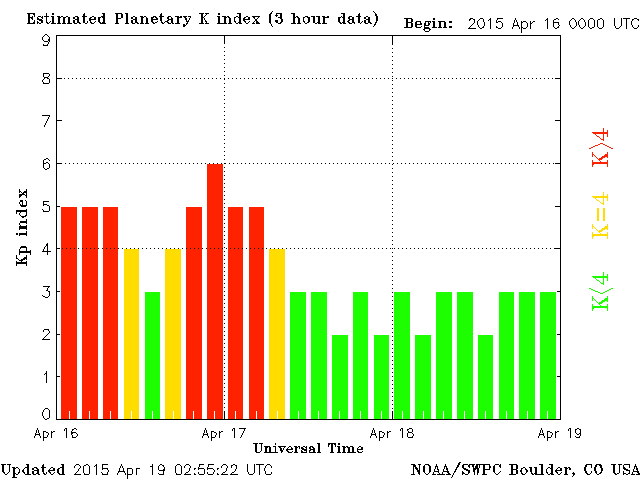 Estimated Planetary K index (3 hour data)
Begin: 2015 Apr 16 0000 UTC
9
8
7
6
5
4
3
2
1
0
Kp index
K>4
K=4
K<4
Apr 16
Apr 17
Apr 18
Apr 19
Universal Time
Updated 2015 Apr 19 02:55:22 UTC
NOAA/SWPC Boulder, CO USA